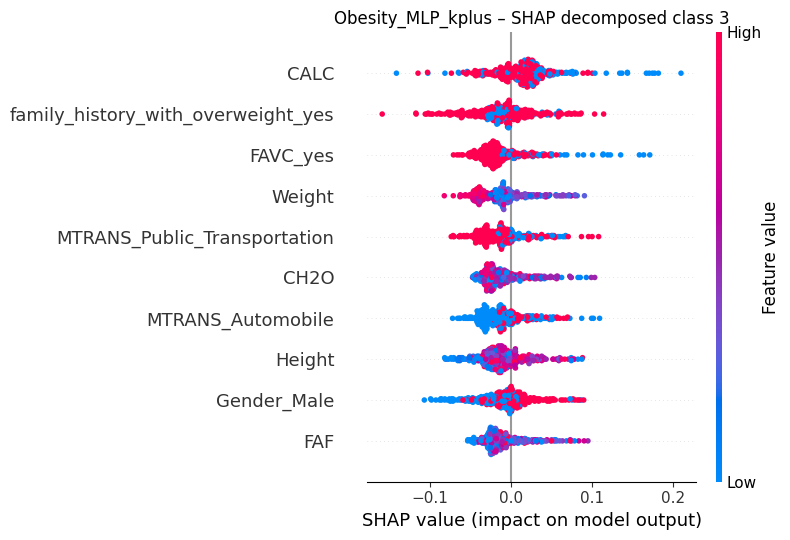 Obesity_MLP_kplus – SHAP decomposed class 3
High
CALC
family_history_with_overweight_yes
FAVC_yes
Weight
MTRANS_Public_Transportation
CH2O
MTRANS_Automobile
Height
Gender_Male
FAF
Feature value
Low
−0.1 0.0 0.1 0.2
SHAP value (impact on model output)